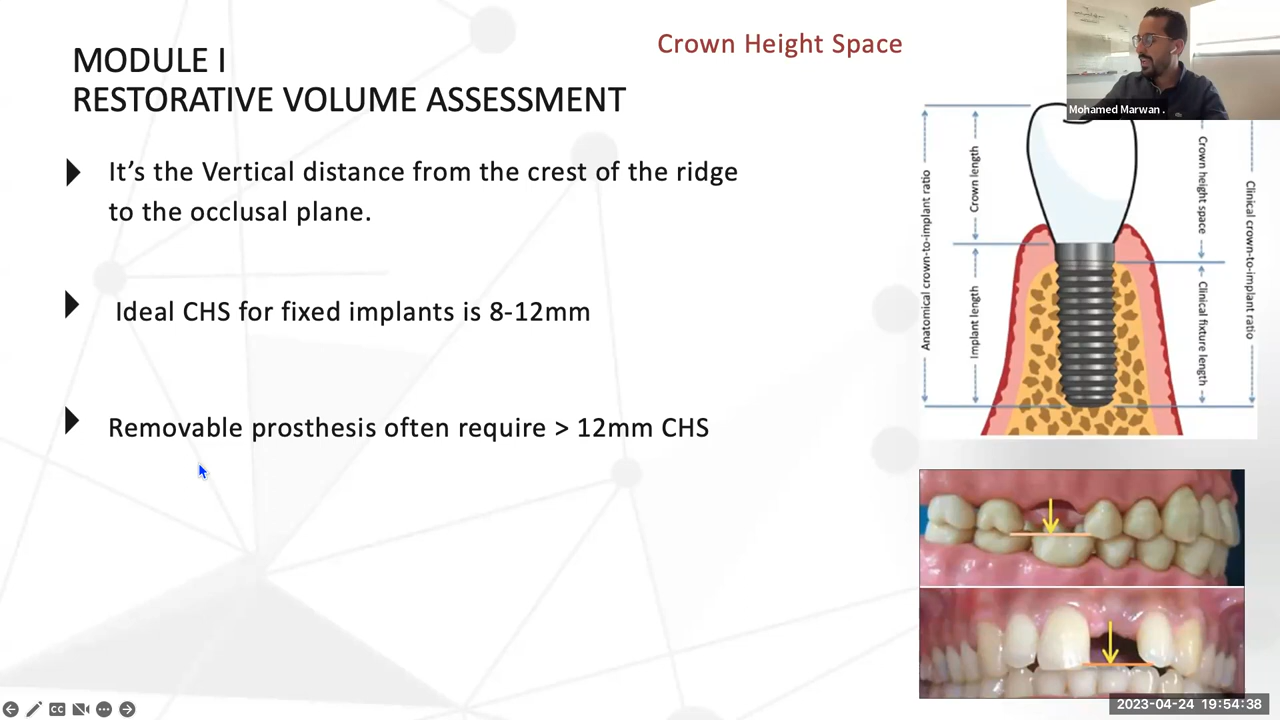 MODULE I
RESTORATIVE VOLUME ASSESSMENT
Crown Height Space
Mohamed Marwan .
It’s the Vertical distance from the crest of the ridge
to the occlusal plane.
Ideal CHS for fixed implants is 8-12mm
Removable prosthesis often require > 12mm CHS
Anatomical crown-to-implant ratio
Crown length
Implant length
Crown height space
Clinical fixture length
Clinical crown-to-implant ratio
CC
2023-04-24 19:54:38